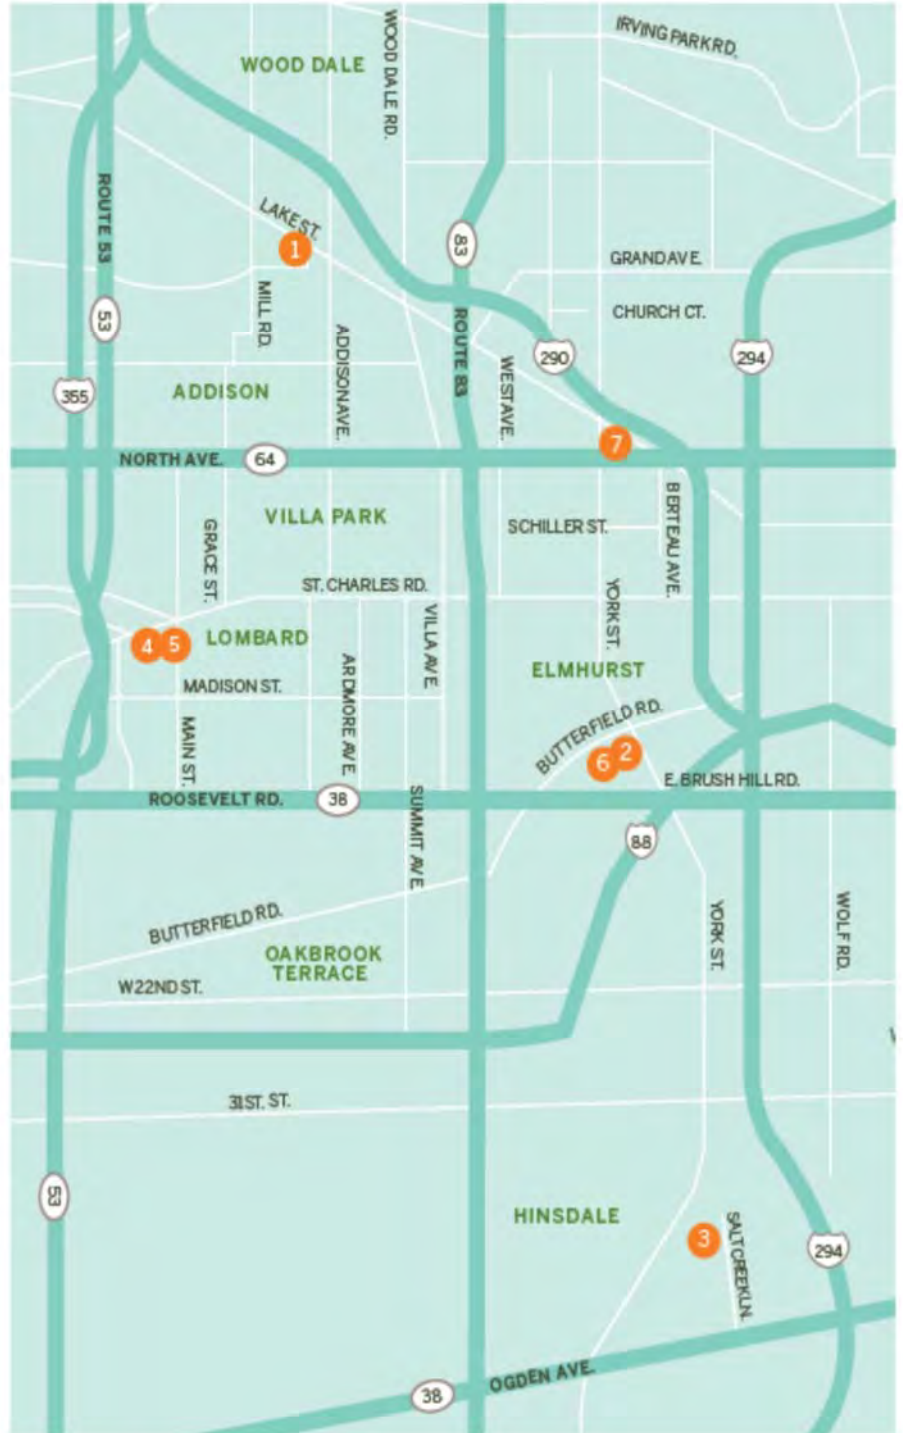 IRVING PARK RD.
WOOD DALE
WOOD DALE RD.
ROUTE 53
LAKE ST.
1
83
GRAND AVE.
MILL RD.
CHURCH CT.
53
ROUTE 83
ADDISON AVE.
290
294
WEST AVE.
355
ADDISON
7
NORTH AVE.
64
BERTEAU AVE.
VILLA PARK
GRACE ST.
SCHILLER ST.
ST. CHARLES RD.
YORK ST.
VILLA AVE.
4
5
LOMBARD
ARDMORE AVE.
ELMHURST
MADISON ST.
MAIN ST.
BUTTERFIELD RD.
6
2
E. BRUSH HILL RD.
ROOSEVELT RD.
38
SUMMIT AVE.
88
BUTTERFIELD RD.
YORK ST.
WOLF RD.
OAKBROOK
TERRACE
W 22ND ST.
31ST. ST.
53
HINSDALE
3
SALT CREEK LN.
294
OGDEN AVE.
38